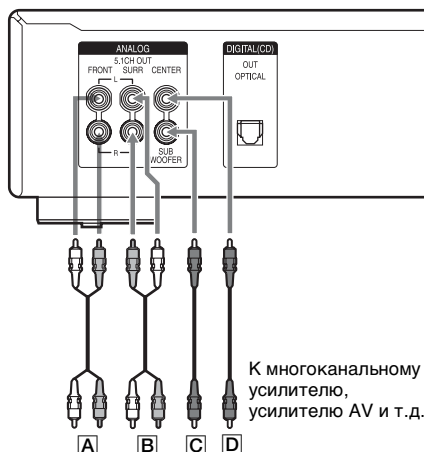 ANALOG
5.1CH OUT
FRONT SURR CENTER
L
R
SUB
WOOFER
DIGITAL(CD)
OUT
OPTICAL
К многоканальному
усилителю,
усилителю AV и т.д.
A B C D